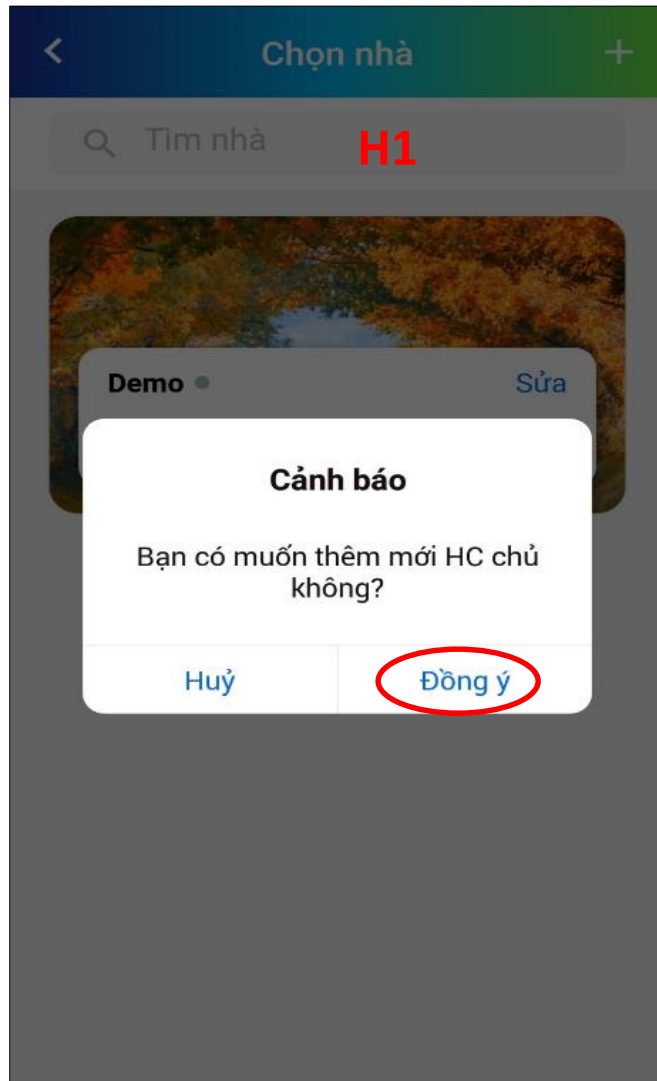 Chọn nhà
Tìm nhà
H1
Demo
Sửa
Cảnh báo
Bạn có muốn thêm mới HC chủ
không?
Huỷ
Đồng ý